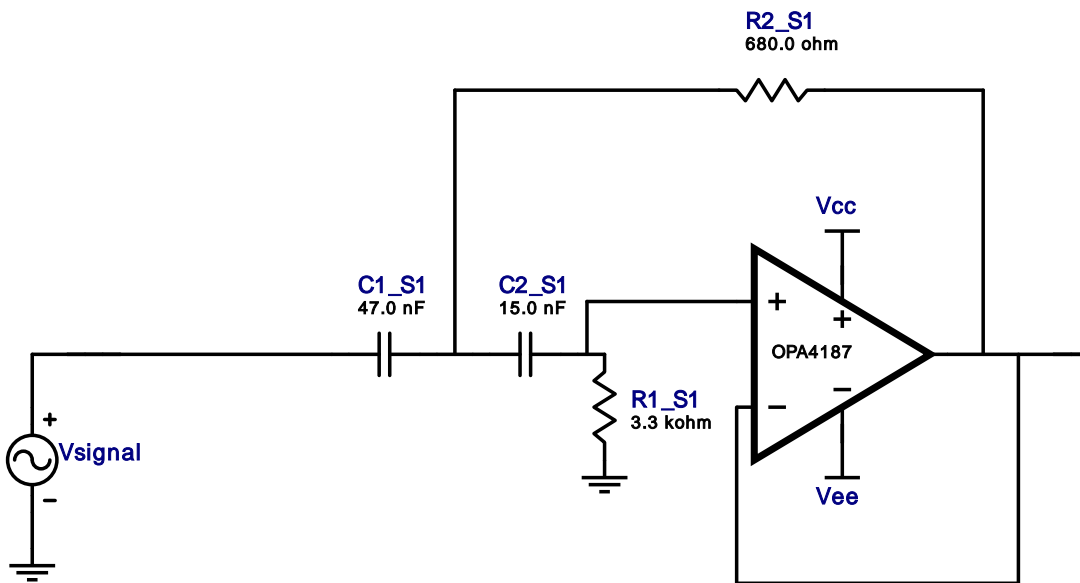 R2_S1
680.0 ohm
Vcc
C1_S1
47.0 nF
C2_S1
15.0 nF
+
+
OPA4187
R1_S1
3.3 kohm
−
−
+
Vsignal
−
Vee